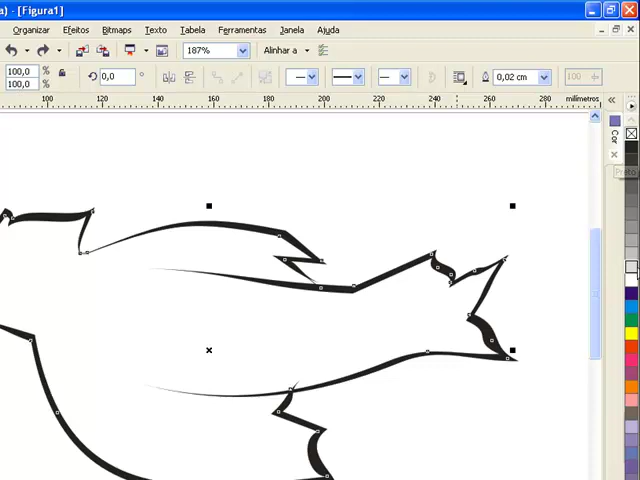 a) - [Figura1]
Organizar Efeitos Bitmaps Texto Tabela Ferramentas Janela Ajuda
187% Alinhar a
100,0 % 0,0 ° 0,02 cm 100
100,0 %
100 120 140 160 180 200 220 240 260 280 milímetros
Cor
Preto